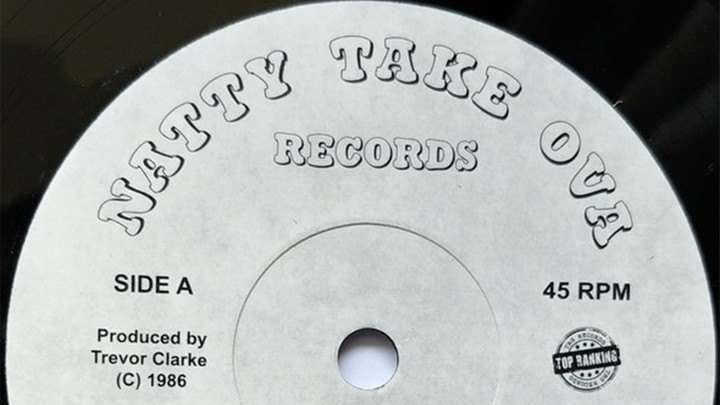 NATTY TAKE OVA
RECORDS
SIDE A
45 RPM
Produced by
Trevor Clarke
(C) 1986
TOP RANKING